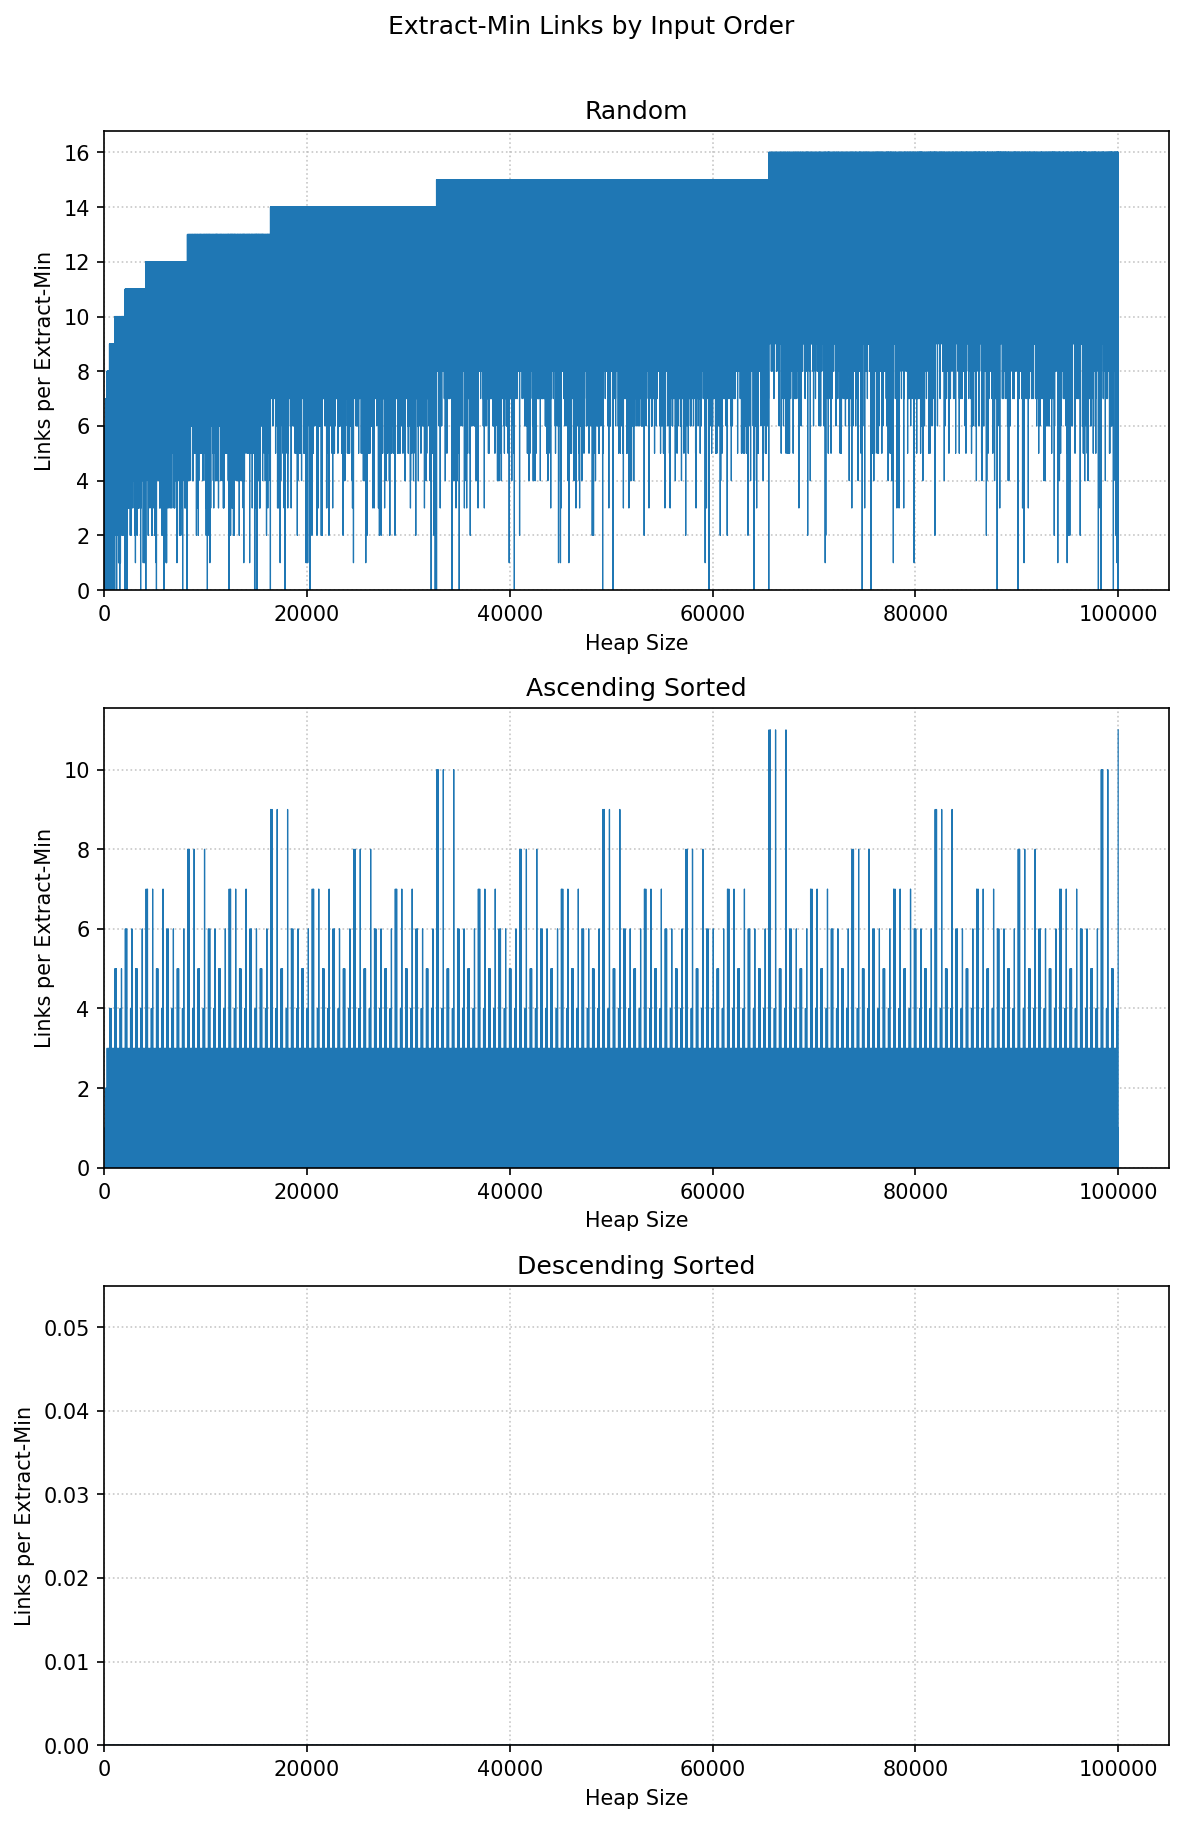 Extract-Min Links by Input Order
Random
16
14
12
10
8
6
4
2
0
Links per Extract-Min
0 20000 40000 60000 80000 100000
Heap Size
Ascending Sorted
10
8
6
4
2
0
Links per Extract-Min
0 20000 40000 60000 80000 100000
Heap Size
Descending Sorted
0.05
0.04
0.03
0.02
0.01
0.00
Links per Extract-Min
0 20000 40000 60000 80000 100000
Heap Size